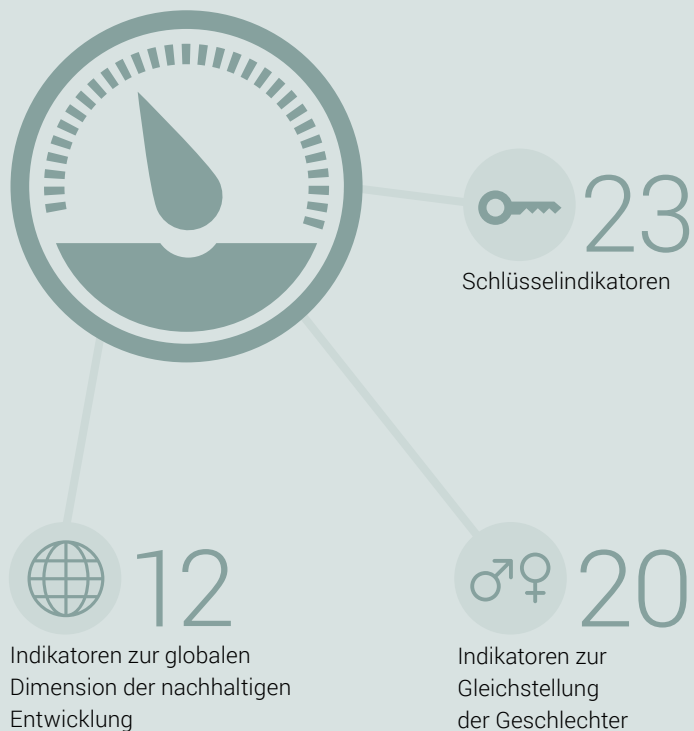 23
Schlüsselindikatoren
12
Indikatoren zur globalen
Dimension der nachhaltigen
Entwicklung
20
Indikatoren zur
Gleichstellung
der Geschlechter